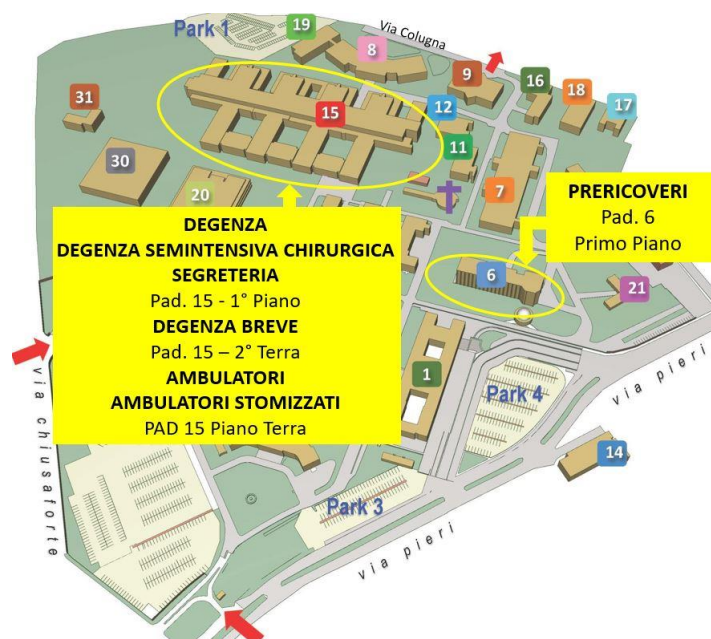 19
Park 1
8
Via Colugna
9
16
18
17
31
15
12
11
30
20
7
PRERICOVERI
Pad. 6
Primo Piano
DEGENZA
DEGENZA SEMINTENSIVA CHIRURGICA
SEGRETERIA
Pad. 15 - 1° Piano
DEGENZA BREVE
Pad. 15 – 2° Terra
AMBULATORI
AMBULATORI STOMIZZATI
PAD 15 Piano Terra
6
21
1
Park 4
via pieri
via chiusaforte
14
Park 3
via pieri